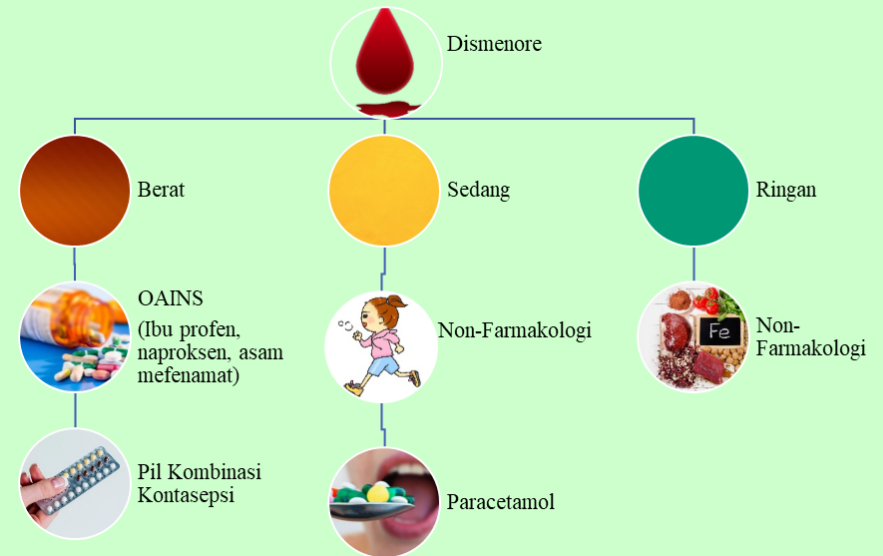 Dismenore
Berat
Sedang
Ringan
OAINS
(Ibu profen,
naproksen, asam
mefenamat)
Non-Farmakologi
Fe
Non-
Farmakologi
Pil Kombinasi
Kontasepsi
Paracetamol